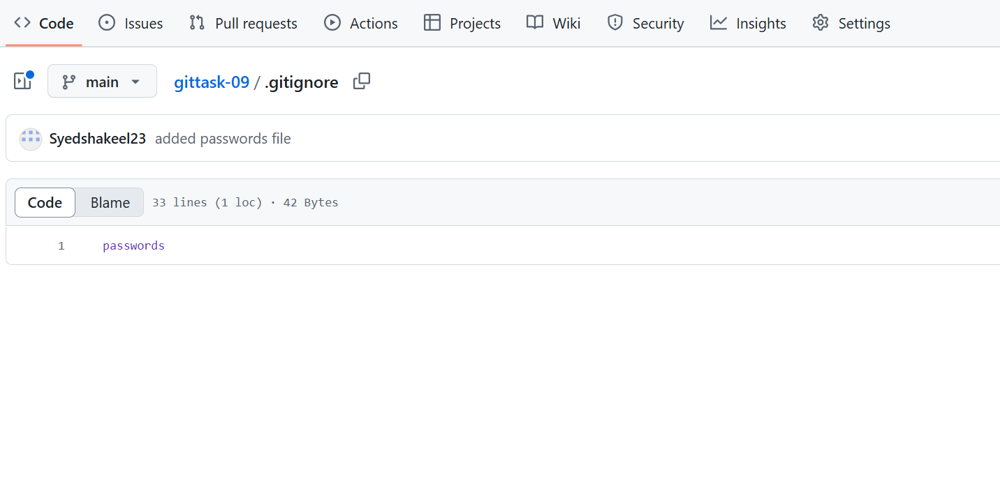 Code Issues Pull requests Actions Projects Wiki Security Insights Settings
main gittask-09 / .gitignore
Syedshakeel23 added passwords file
Code Blame 33 lines (1 loc) · 42 Bytes
1 passwords